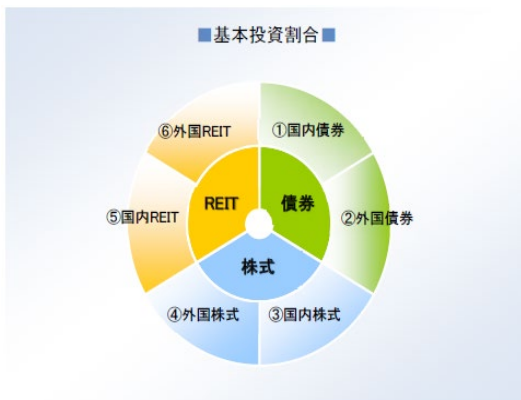 ■基本投資割合■
⑥外国REIT
①国内債券
REIT
債券
⑤国内REIT
②外国債券
株式
④外国株式
③国内株式